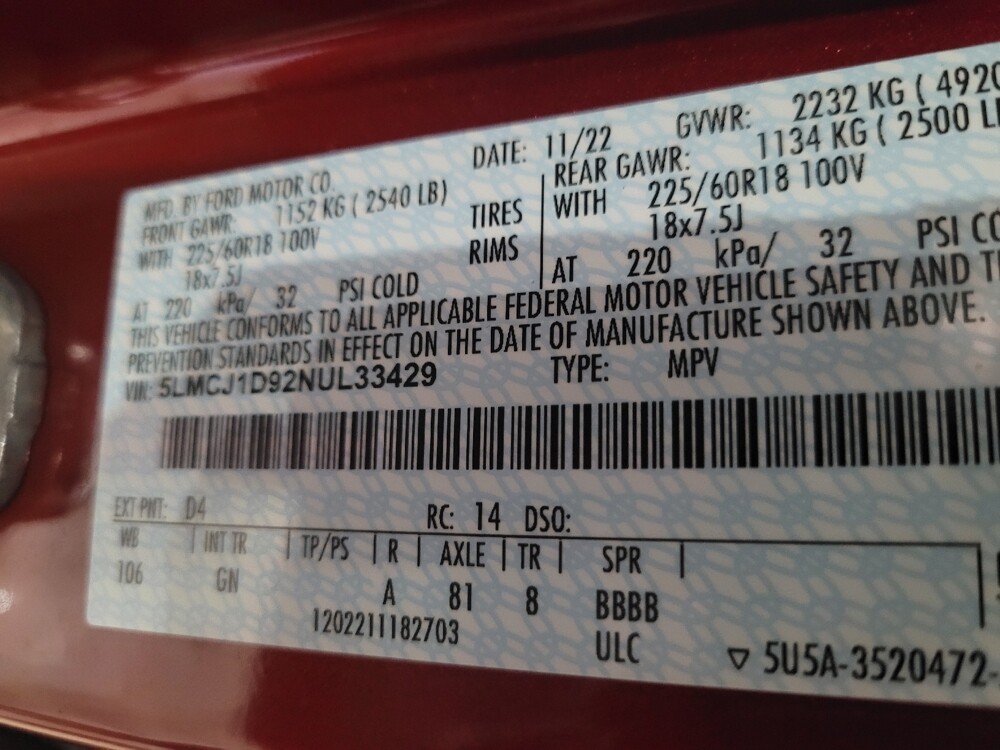 MFD. BY FORD MOTOR CO.
DATE: 11/22 GVWR: 2232 KG ( 4920
FRONT GAWR: 1152 KG ( 2540 LB) REAR GAWR: 1134 KG ( 2500
WITH 225/60R18 100V TIRES WITH 225/60R18 100V
18x7.5J RIMS 18x7.5J
AT 220 kPa/ 32 PSI COLD AT 220 kPa/ 32 PSI
THIS VEHICLE CONFORMS TO ALL APPLICABLE FEDERAL MOTOR VEHICLE SAFETY AND
PREVENTION STANDARDS IN EFFECT ON THE DATE OF MANUFACTURE SHOWN ABOVE.
VIN: 5LMCJ1D92NUL33429 TYPE: MPV
EXT PNT: D4 RC: 14 DSO:
WB | INT TR | TP/PS | R | AXLE | TR | SPR |
106 GN A 81 8 BBBB
1202211182703 ULC ▽ 5U5A-3520472-